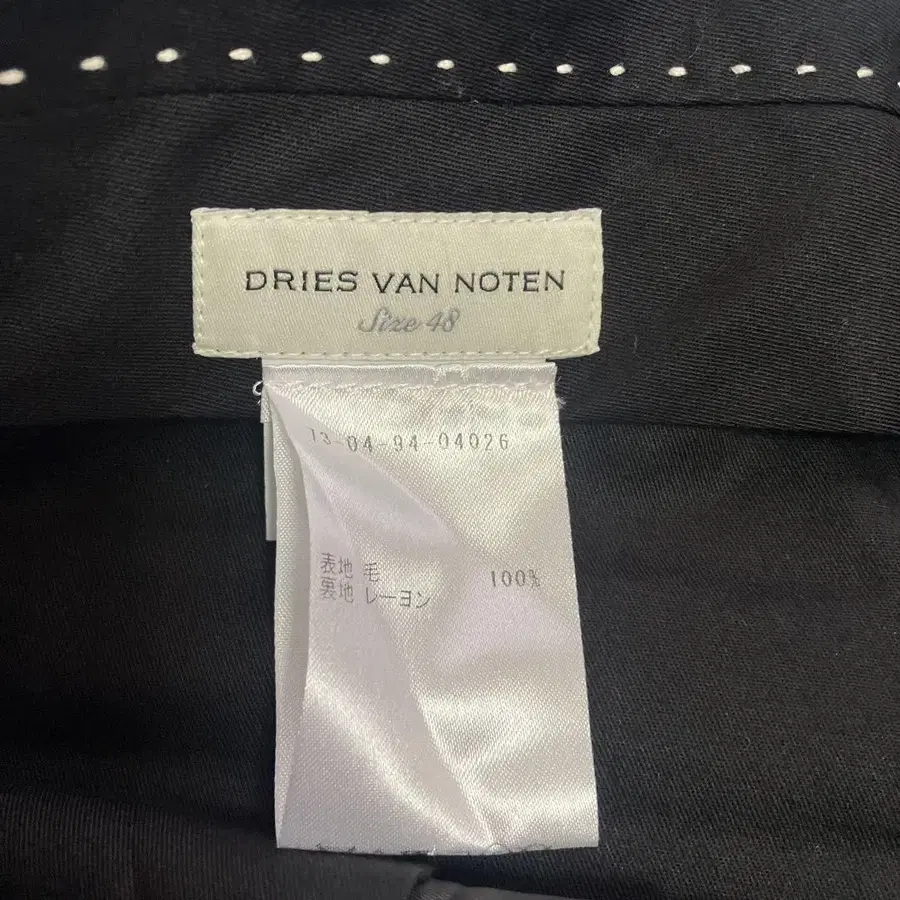 DRIES VAN NOTEN
Size 48
13-04-94-04026
表地 毛 100%
裏地 レーヨン